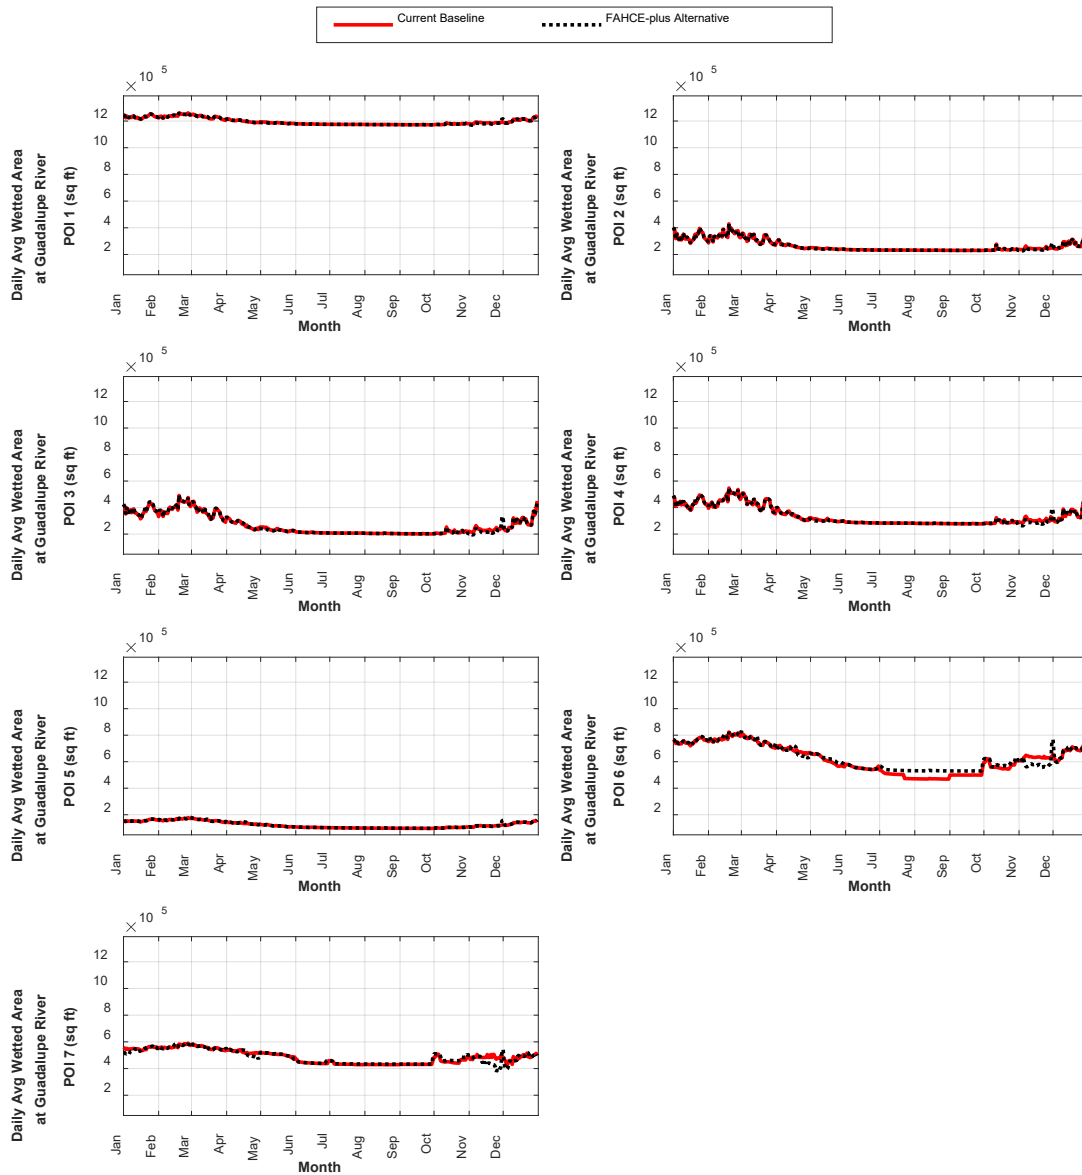 Current Baseline
FAHCE-plus Alternative
× 10 5
12
10
8
6
4
2
Daily Avg Wetted Area
at Guadalupe River
POI 1 (sq ft)
Jan Feb Mar Apr May Jun Jul Aug Sep Oct Nov Dec
Month
× 10 5
12
10
8
6
4
2
Daily Avg Wetted Area
at Guadalupe River
POI 2 (sq ft)
Jan Feb Mar Apr May Jun Jul Aug Sep Oct Nov Dec
Month
× 10 5
12
10
8
6
4
2
Daily Avg Wetted Area
at Guadalupe River
POI 3 (sq ft)
Jan Feb Mar Apr May Jun Jul Aug Sep Oct Nov Dec
Month
× 10 5
12
10
8
6
4
2
Daily Avg Wetted Area
at Guadalupe River
POI 4 (sq ft)
Jan Feb Mar Apr May Jun Jul Aug Sep Oct Nov Dec
Month
× 10 5
12
10
8
6
4
2
Daily Avg Wetted Area
at Guadalupe River
POI 5 (sq ft)
Jan Feb Mar Apr May Jun Jul Aug Sep Oct Nov Dec
Month
× 10 5
12
10
8
6
4
2
Daily Avg Wetted Area
at Guadalupe River
POI 6 (sq ft)
Jan Feb Mar Apr May Jun Jul Aug Sep Oct Nov Dec
Month
× 10 5
12
10
8
6
4
2
Daily Avg Wetted Area
at Guadalupe River
POI 7 (sq ft)
Jan Feb Mar Apr May Jun Jul Aug Sep Oct Nov Dec
Month